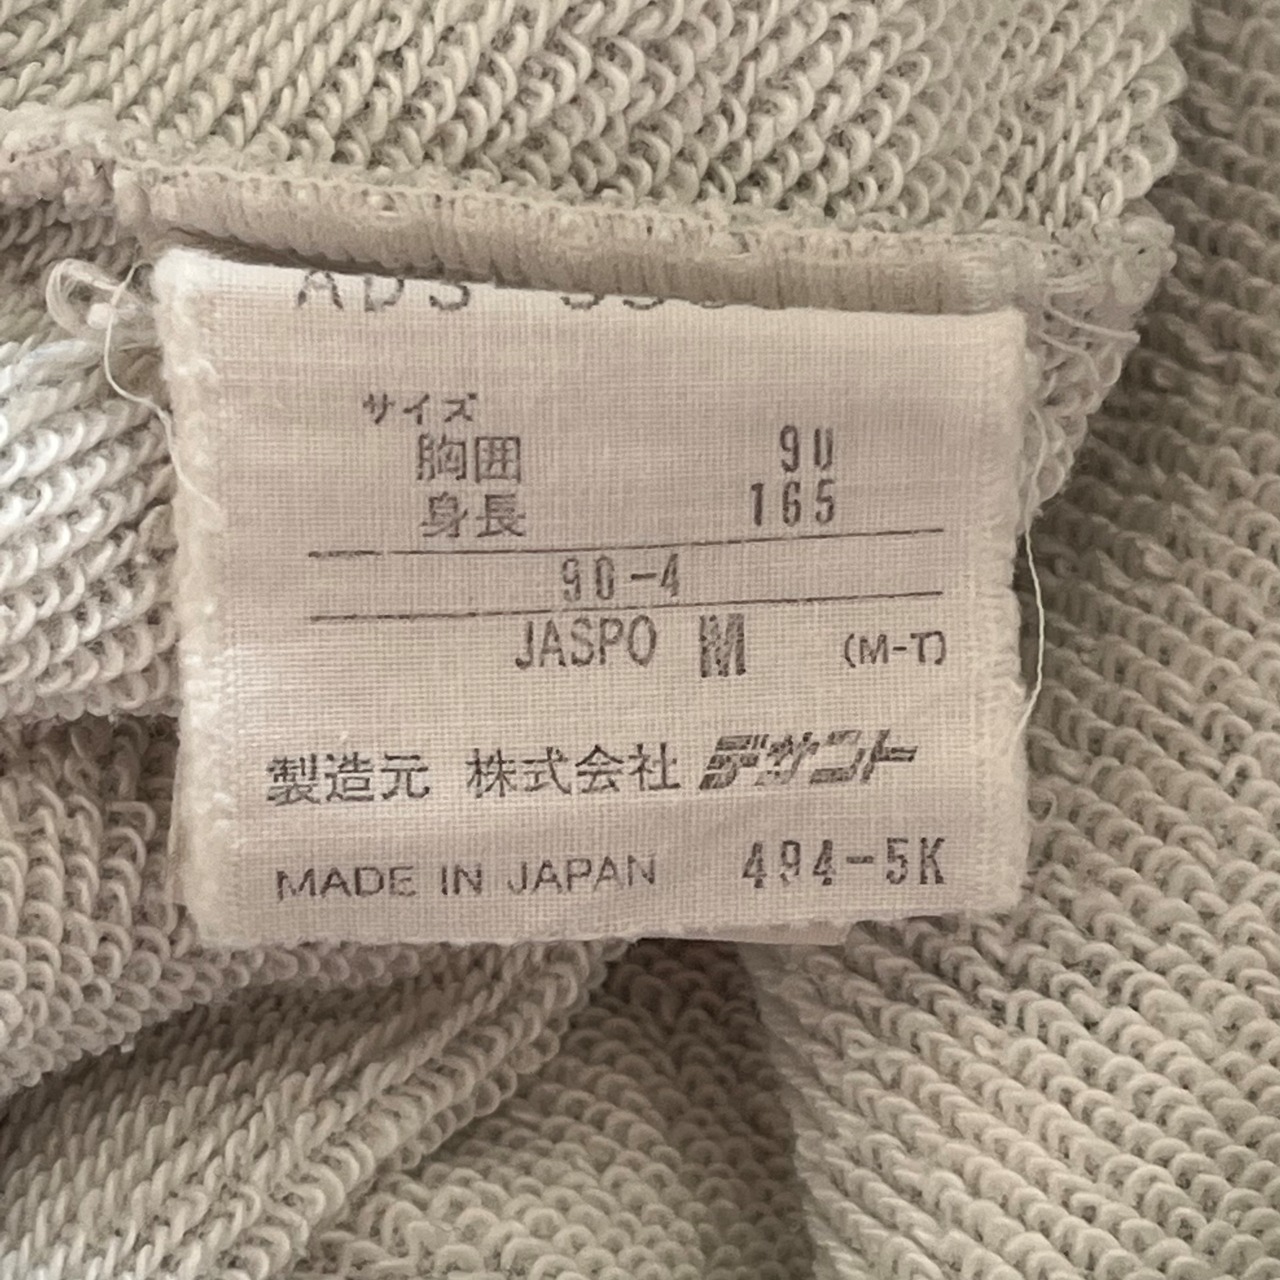 サイズ
胸囲 90
身長 165
90-4
JASPO M (M-T)
製造元 株式会社 デサント
MADE IN JAPAN 494-5K